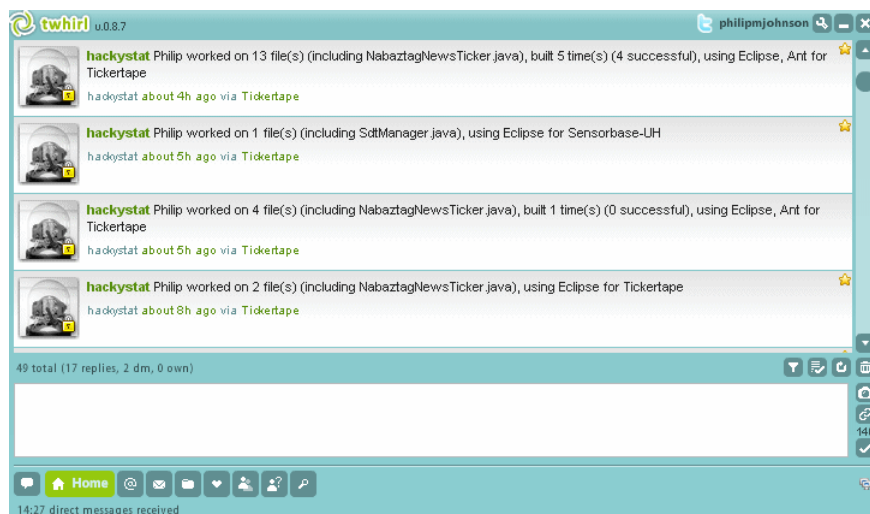 twhirl v.0.8.7
philipmjohnson
hackystat Philip worked on 13 file(s) (including NabaztagNewsTicker.java), built 5 time(s) (4 successful), using Eclipse, Ant for
Tickertape
hackystat about 4h ago via Tickertape
hackystat Philip worked on 1 file(s) (including SdtManager.java), using Eclipse for Sensorbase-UH
hackystat about 5h ago via Tickertape
hackystat Philip worked on 4 file(s) (including NabaztagNewsTicker.java), built 1 time(s) (0 successful), using Eclipse, Ant for
Tickertape
hackystat about 5h ago via Tickertape
hackystat Philip worked on 2 file(s) (including NabaztagNewsTicker.java), using Eclipse for Tickertape
hackystat about 8h ago via Tickertape
49 total (17 replies, 2 dm, 0 own)
Home
14:27 direct messages received